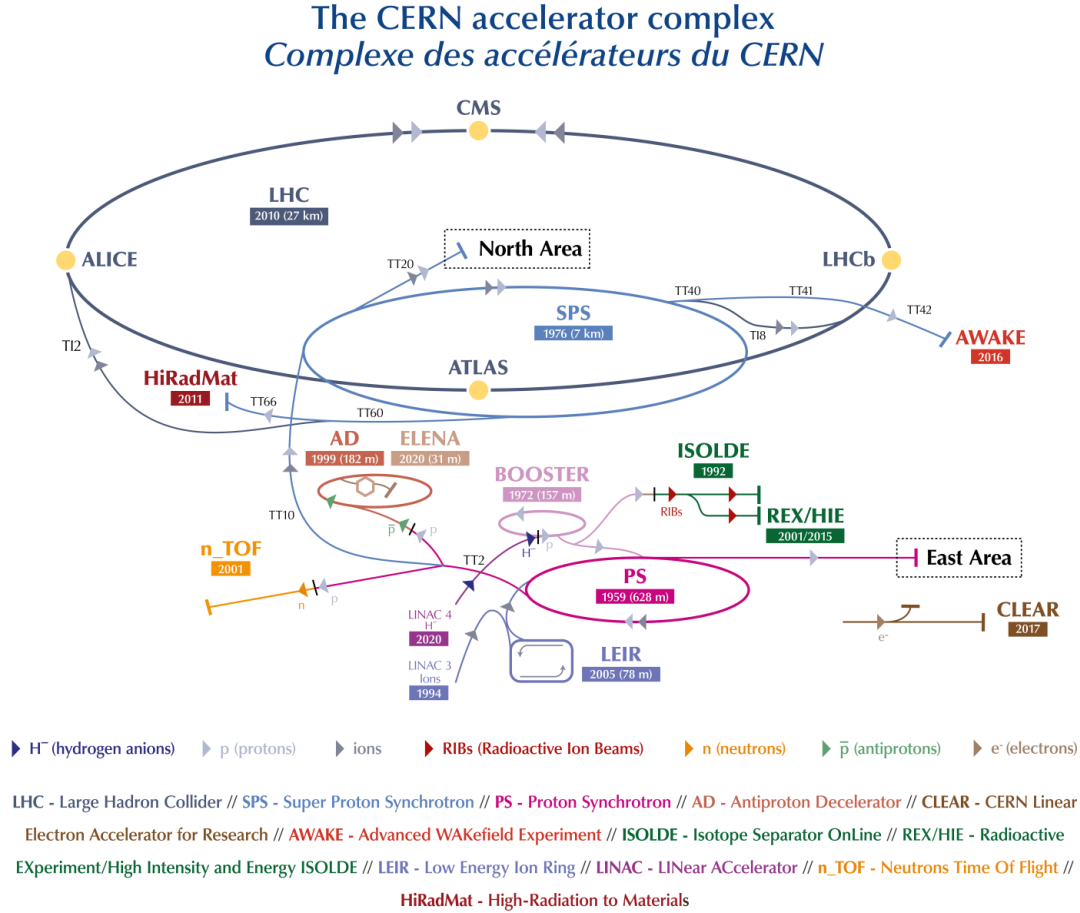 The CERN accelerator complex
Complexe des accélérateurs du CERN
CMS
LHC
2010 (27 km)
North Area
ALICE
LHCb
TT20
TT40
TT41
TT42
SPS
1976 (7 km)
TI8
AWAKE
2016
TI2
ATLAS
HiRadMat
2011
TT66
TT60
AD
1999 (182 m)
ELENA
2020 (31 m)
ISOLDE
1992
BOOSTER
1972 (157 m)
RIBs
REX/HIE
2001/2015
TT10
p̅
p
H⁻
p
n_TOF
2001
TT2
East Area
PS
1959 (628 m)
n
p
LINAC 4
H⁻
2020
CLEAR
2017
e⁻
LINAC 3
Ions
1994
LEIR
2005 (78 m)
H⁻ (hydrogen anions)
p (protons)
ions
RIBs (Radioactive Ion Beams)
n (neutrons)
p̅ (antiprotons)
e⁻ (electrons)
LHC - Large Hadron Collider // SPS - Super Proton Synchrotron // PS - Proton Synchrotron // AD - Antiproton Decelerator // CLEAR - CERN Linear
Electron Accelerator for Research // AWAKE - Advanced WAKefield Experiment // ISOLDE - Isotope Separator OnLine // REX/HIE - Radioactive
EXperiment/High Intensity and Energy ISOLDE // LEIR - Low Energy Ion Ring // LINAC - LINear ACcelerator // n_TOF - Neutrons Time Of Flight //
HiRadMat - High-Radiation to Materials